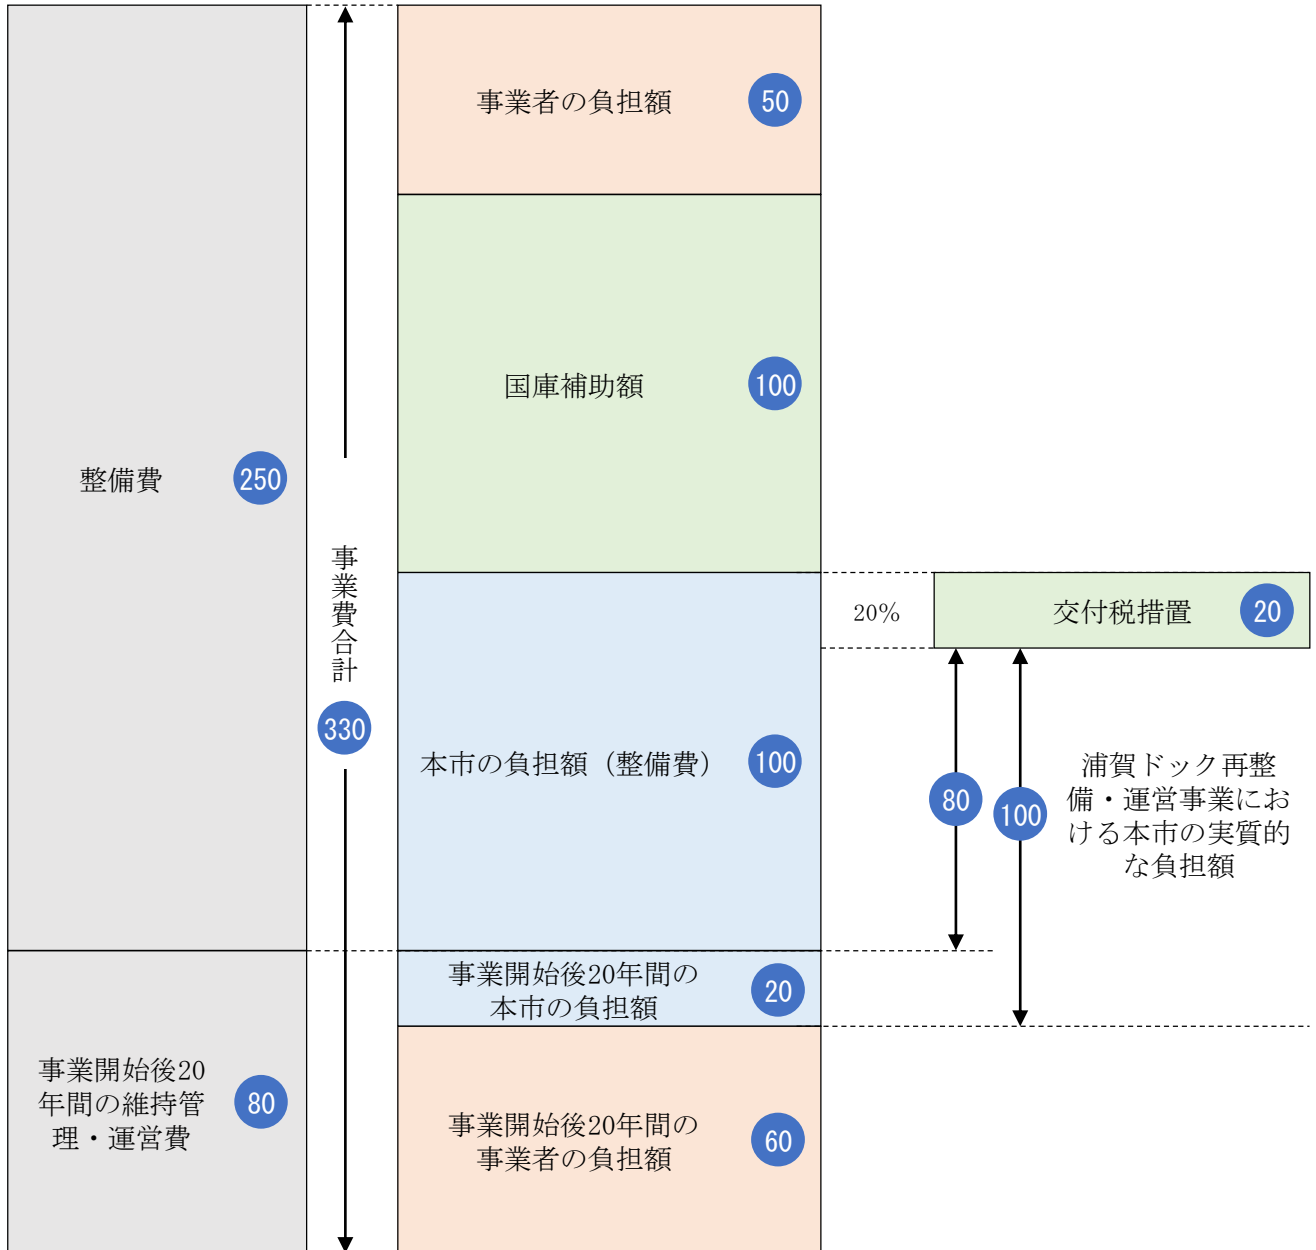 整備費
250
事業開始後20
年間の維持管
理・運営費
80
事業費合計
330
事業者の負担額
50
国庫補助額
100
本市の負担額（整備費）
100
事業開始後20年間の
本市の負担額
20
事業開始後20年間の
事業者の負担額
60
20%
交付税措置
20
80
100
浦賀ドック再整
備・運営事業にお
ける本市の実質的
な負担額